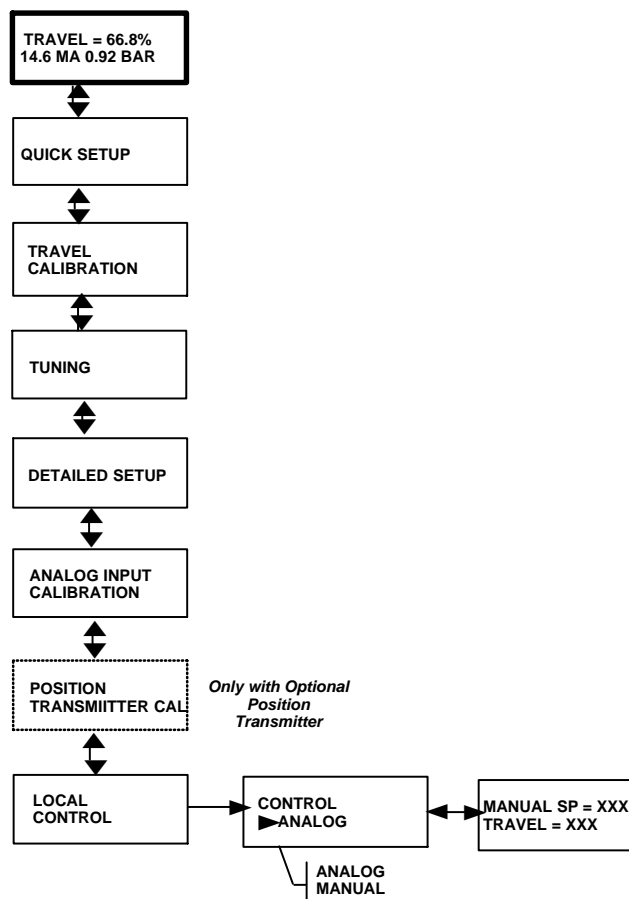 TRAVEL = 66.8%
14.6 MA 0.92 BAR
QUICK SETUP
TRAVEL
CALIBRATION
TUNING
DETAILED SETUP
ANALOG INPUT
CALIBRATION
POSITION
TRANSMIITTER CAL
Only with Optional
Position
Transmitter
LOCAL
CONTROL
CONTROL
ANALOG
MANUAL SP = XXX
TRAVEL = XXX
ANALOG
MANUAL